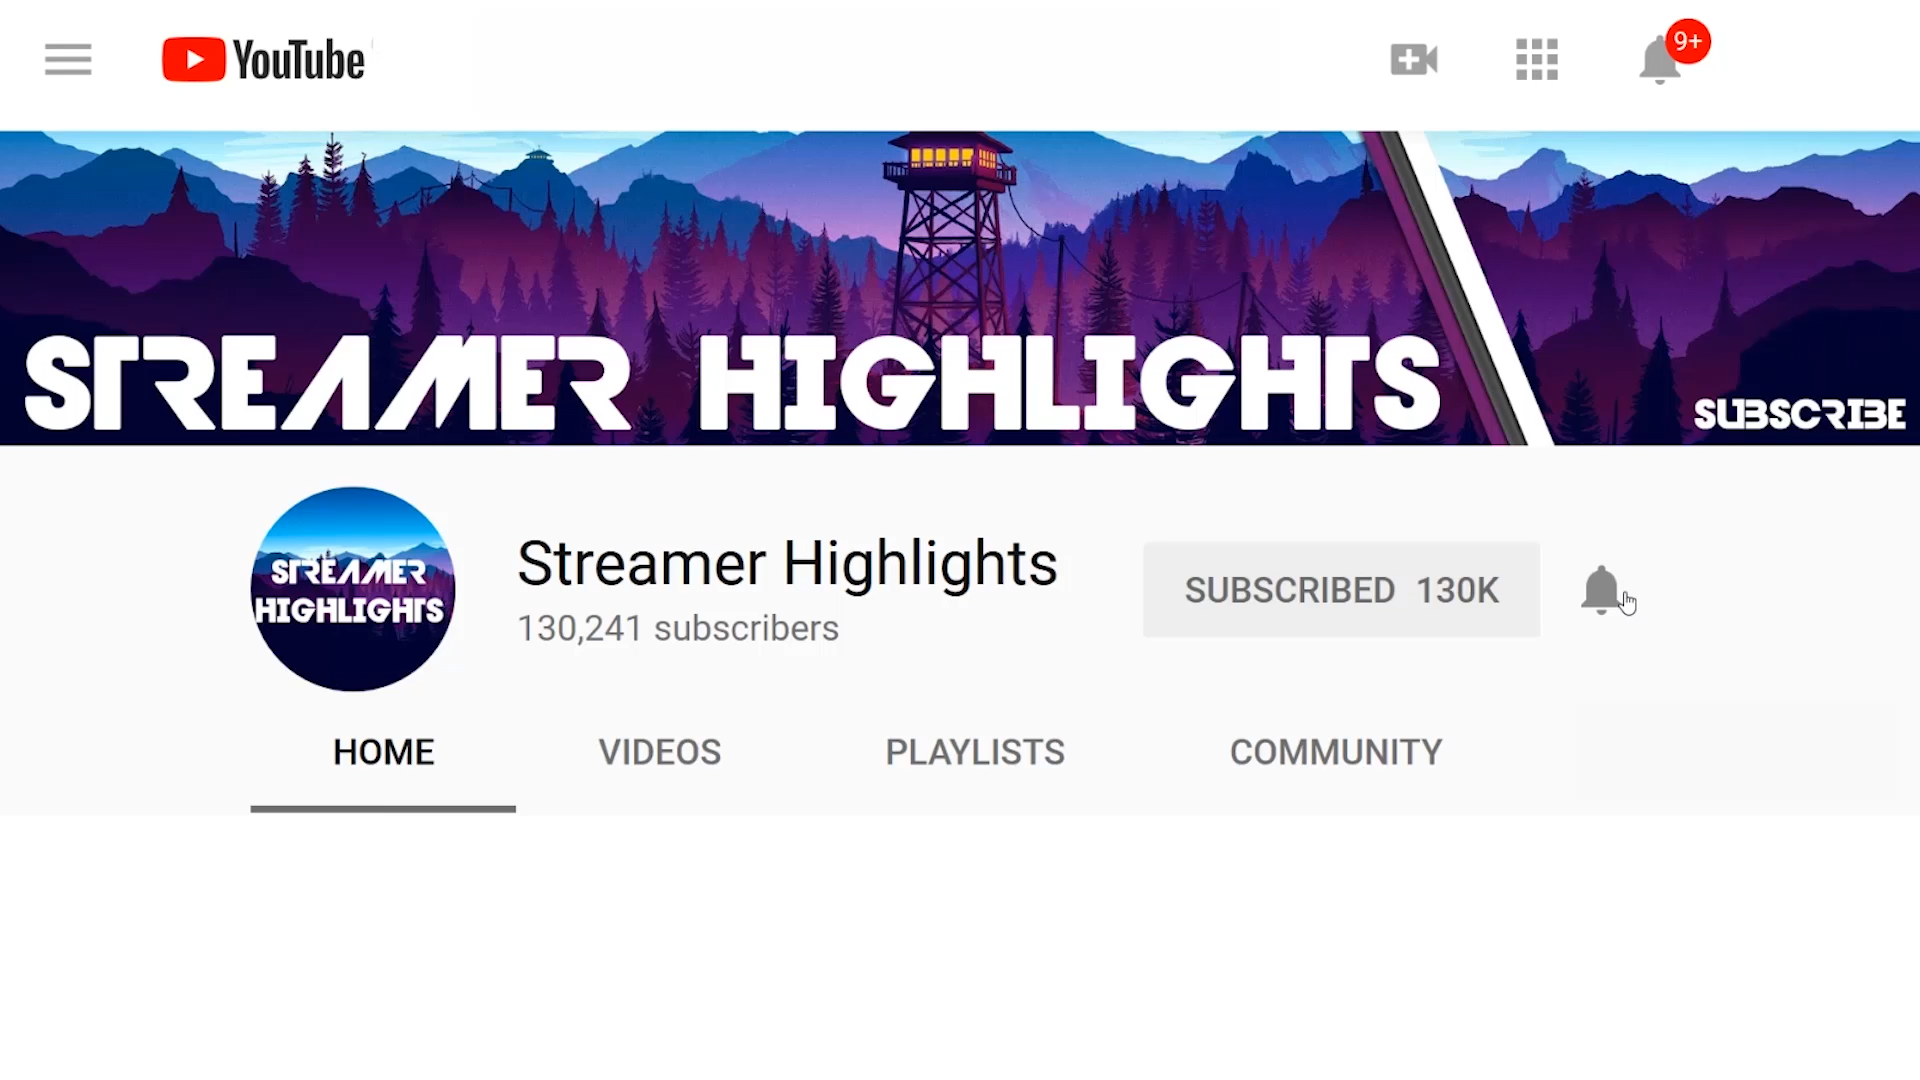 YouTube
9+
STREAMER HIGHLIGHTS
SUBSCRIBE
STREAMER
HIGHLIGHTS
Streamer Highlights
130,241 subscribers
SUBSCRIBED 130K
HOME VIDEOS PLAYLISTS COMMUNITY